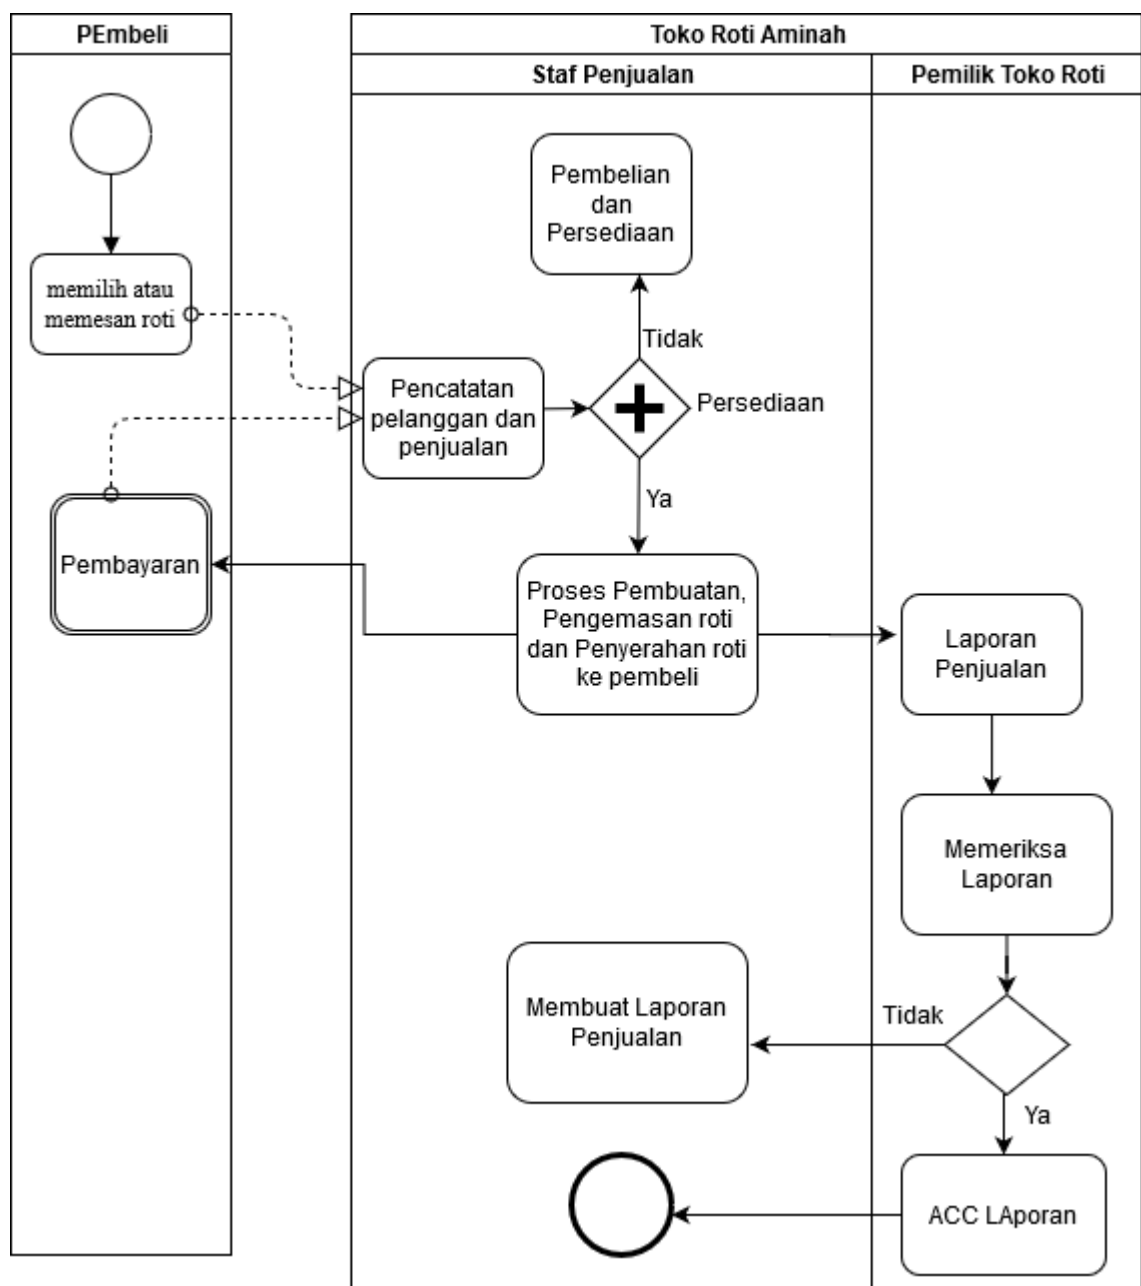 PEmbeli
Toko Roti Aminah
Staf Penjualan
Pemilik Toko Roti
memilih atau
memesan roti
Pembelian
dan
Persediaan
Tidak
Pencatatan
pelanggan dan
penjualan
Persediaan
Ya
Pembayaran
Proses Pembuatan,
Pengemasan roti
dan Penyerahan roti
ke pembeli
Laporan
Penjualan
Memeriksa
Laporan
Membuat Laporan
Penjualan
Tidak
Ya
ACC LAporan